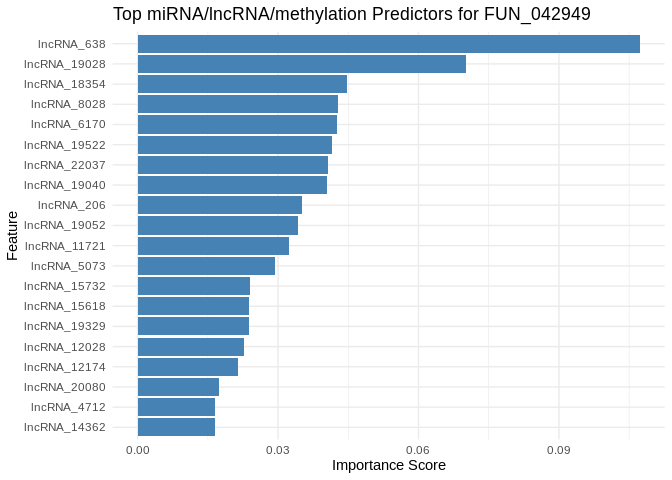 Top miRNA/lncRNA/methylation Predictors for FUN_042949
Feature
lncRNA_638
lncRNA_19028
lncRNA_18354
lncRNA_8028
lncRNA_6170
lncRNA_19522
lncRNA_22037
lncRNA_19040
lncRNA_206
lncRNA_19052
lncRNA_11721
lncRNA_5073
lncRNA_15732
lncRNA_15618
lncRNA_19329
lncRNA_12028
lncRNA_12174
lncRNA_20080
lncRNA_4712
lncRNA_14362
0.00 0.03 0.06 0.09
Importance Score